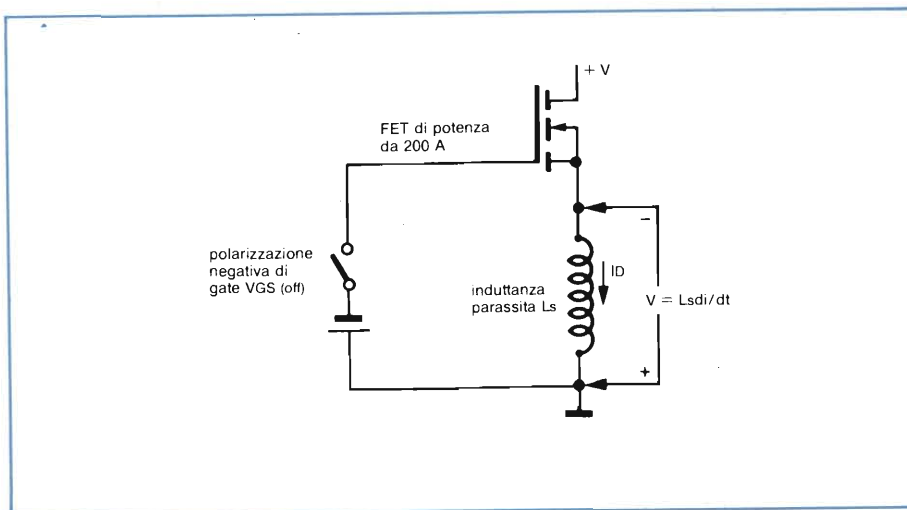 + V
FET di potenza
da 200 A
polarizzazione
negativa di
gate VGS (off)
induttanza
parassita Ls
ID
−
V = Lsdi/dt
+